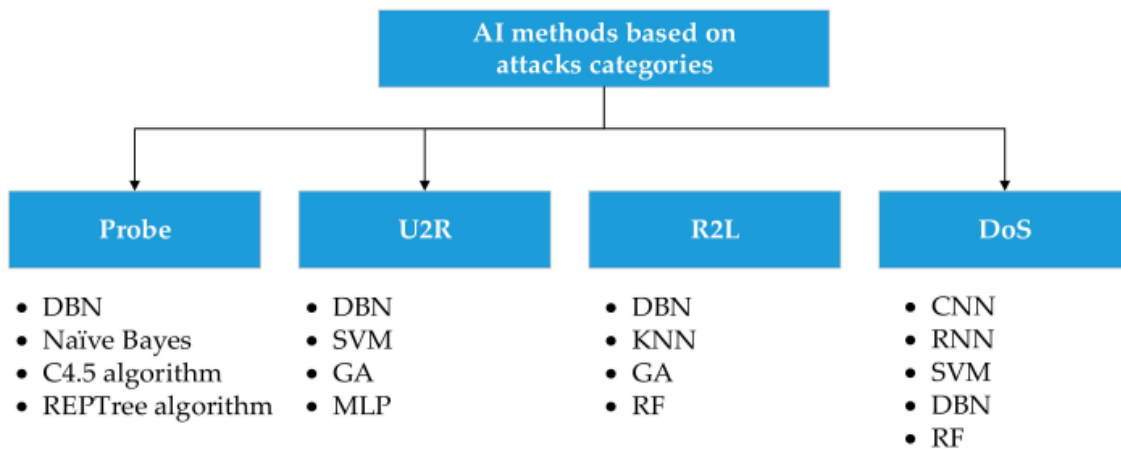 AI methods based on
attacks categories
Probe
U2R
R2L
DoS
• DBN
• Naïve Bayes
• C4.5 algorithm
• REPTree algorithm
• DBN
• SVM
• GA
• MLP
• DBN
• KNN
• GA
• RF
• CNN
• RNN
• SVM
• DBN
• RF